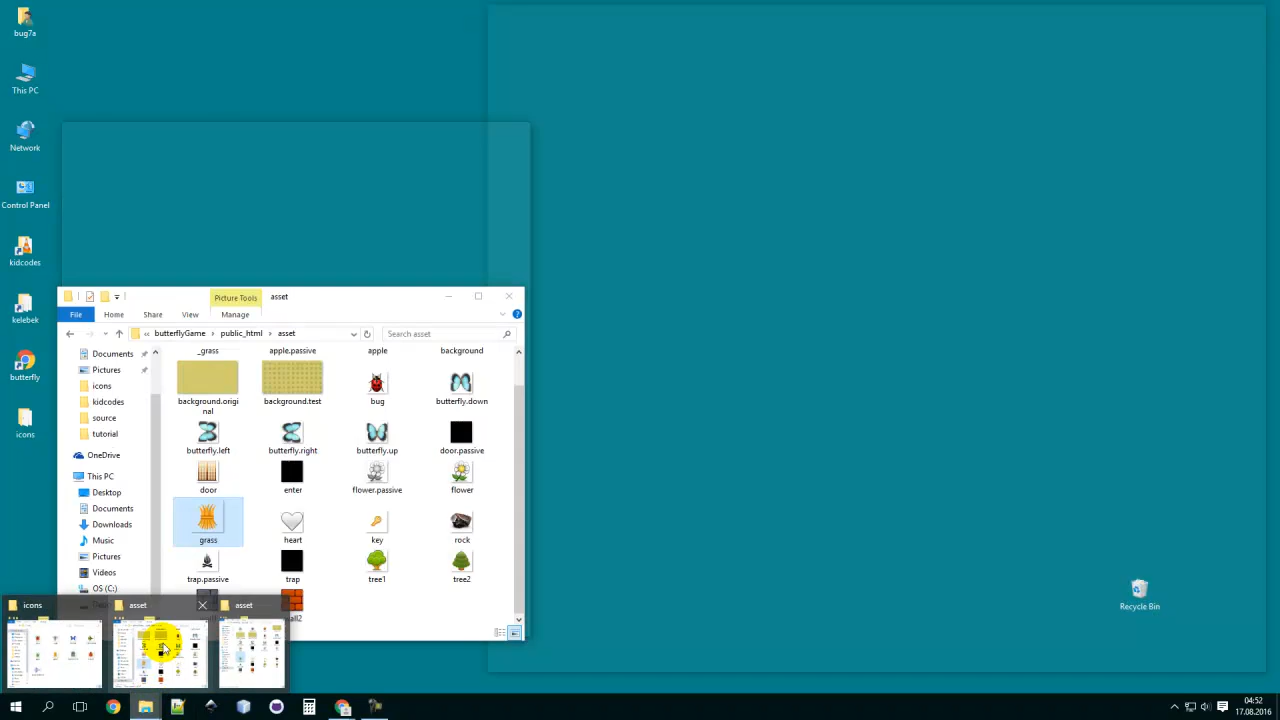 bug7a
This PC
Network
Control Panel
kidcodes
kelebek
butterfly
icons
Picture Tools
asset
File
Home
Share
View
Manage
butterflyGame
public_html
asset
Search asset
Documents
Pictures
icons
kidcodes
source
tutorial
OneDrive
This PC
Desktop
Documents
Downloads
Music
Pictures
Videos
OS (C:)
_grass
apple.passive
apple
background
background.origi
nal
background.test
bug
butterfly.down
butterfly.left
butterfly.right
butterfly.up
door.passive
door
enter
flower.passive
flower
grass
heart
key
rock
trap.passive
trap
tree1
tree2
icons
asset
asset
Recycle Bin
04:52
17.08.2016